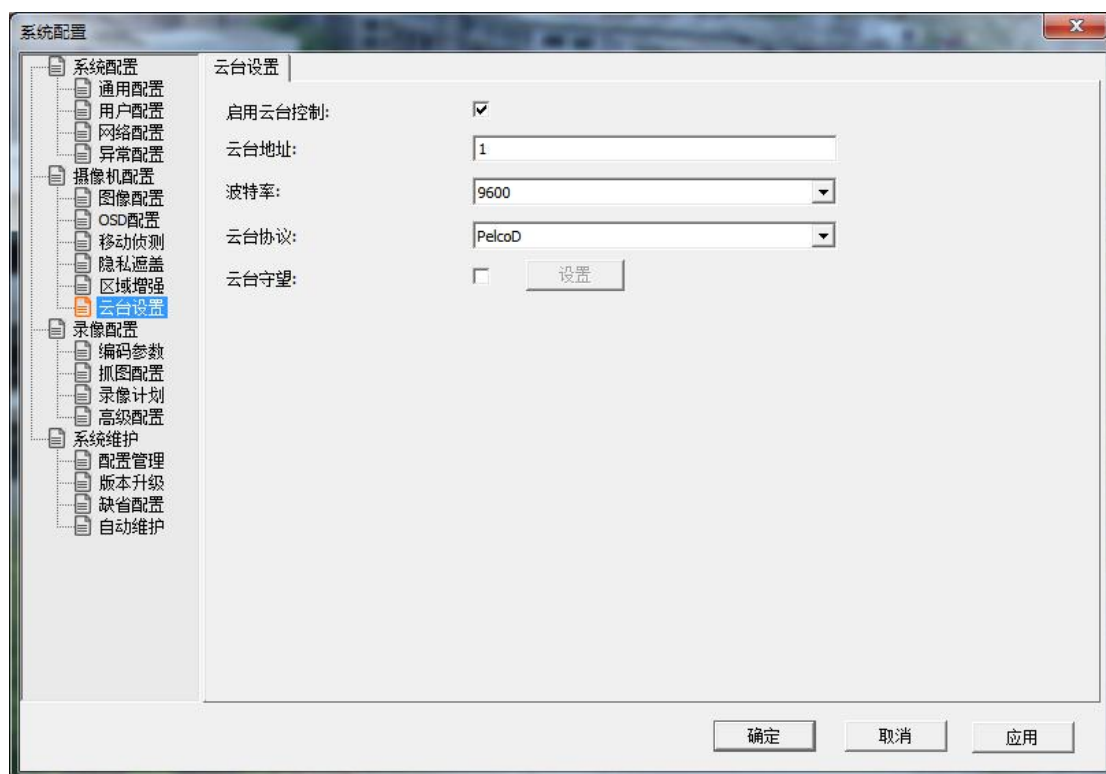 系统配置
系统配置
通用配置
用户配置
网络配置
异常配置
摄像机配置
图像配置
OSD配置
移动侦测
隐私遮盖
区域增强
云台设置
录像配置
编码参数
抓图配置
录像计划
高级配置
系统维护
配置管理
版本升级
缺省配置
自动维护
云台设置
启用云台控制:
云台地址: 1
波特率: 9600
云台协议: PelcoD
云台守望: 设置
确定 取消 应用